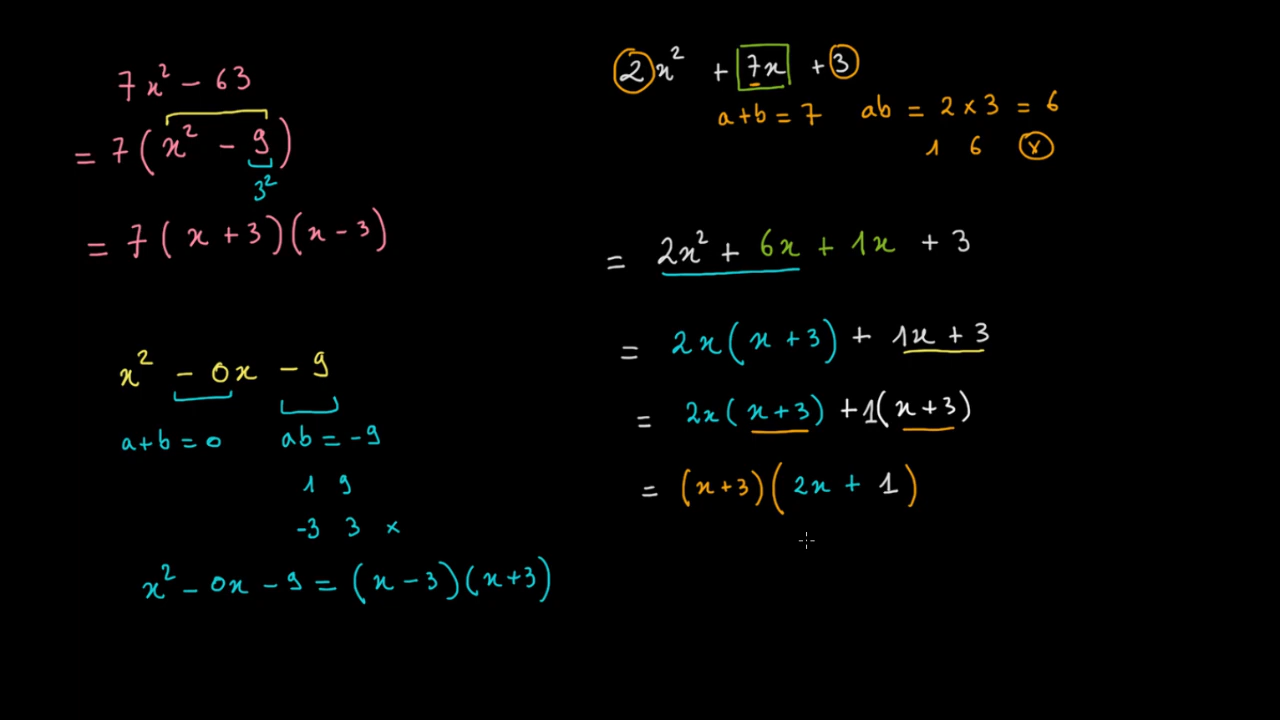 7x² − 63
= 7(x² − 9)
3²
= 7(x + 3)(x − 3)
x² − 0x − 9
a+b = 0 ab = −9
1 9
−3 3 ×
x² − 0x − 9 = (x − 3)(x + 3)
2x² + 7x + 3
a+b = 7 ab = 2 × 3 = 6
1 6 ×
= 2x² + 6x + 1x + 3
= 2x(x + 3) + 1x + 3
= 2x(x + 3) + 1(x + 3)
= (x + 3)(2x + 1)